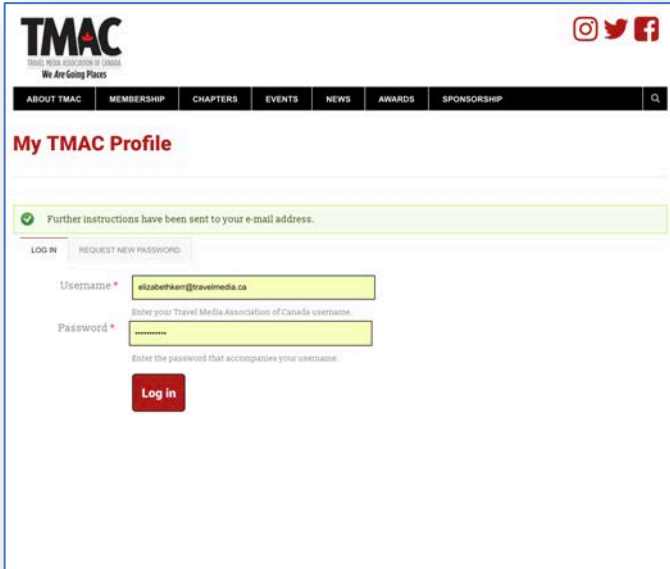 TMAC
TRAVEL MEDIA ASSOCIATION OF CANADA
We Are Going Places
ABOUT TMAC MEMBERSHIP CHAPTERS EVENTS NEWS AWARDS SPONSORSHIP
My TMAC Profile
Further instructions have been sent to your e-mail address.
LOG IN REQUEST NEW PASSWORD
Username * elizabethkerr@travelmedia.ca
Enter your Travel Media Association of Canada username.
Password * •••••••••••
Enter the password that accompanies your username.
Log in